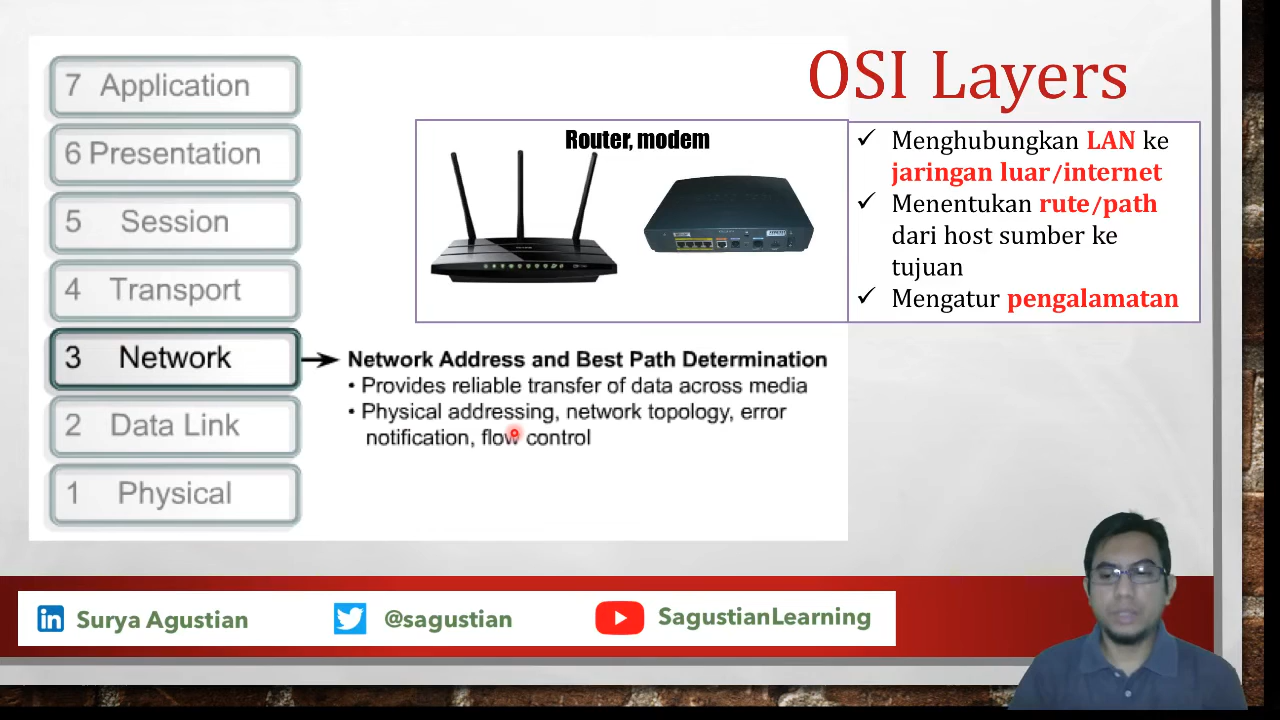 OSI Layers
7 Application
6 Presentation
5 Session
4 Transport
3 Network
2 Data Link
1 Physical
Router, modem
✓ Menghubungkan LAN ke
jaringan luar/internet
✓ Menentukan rute/path
dari host sumber ke
tujuan
✓ Mengatur pengalamatan
Network Address and Best Path Determination
• Provides reliable transfer of data across media
• Physical addressing, network topology, error
notification, flow control
in Surya Agustian
@sagustian
SagustianLearning